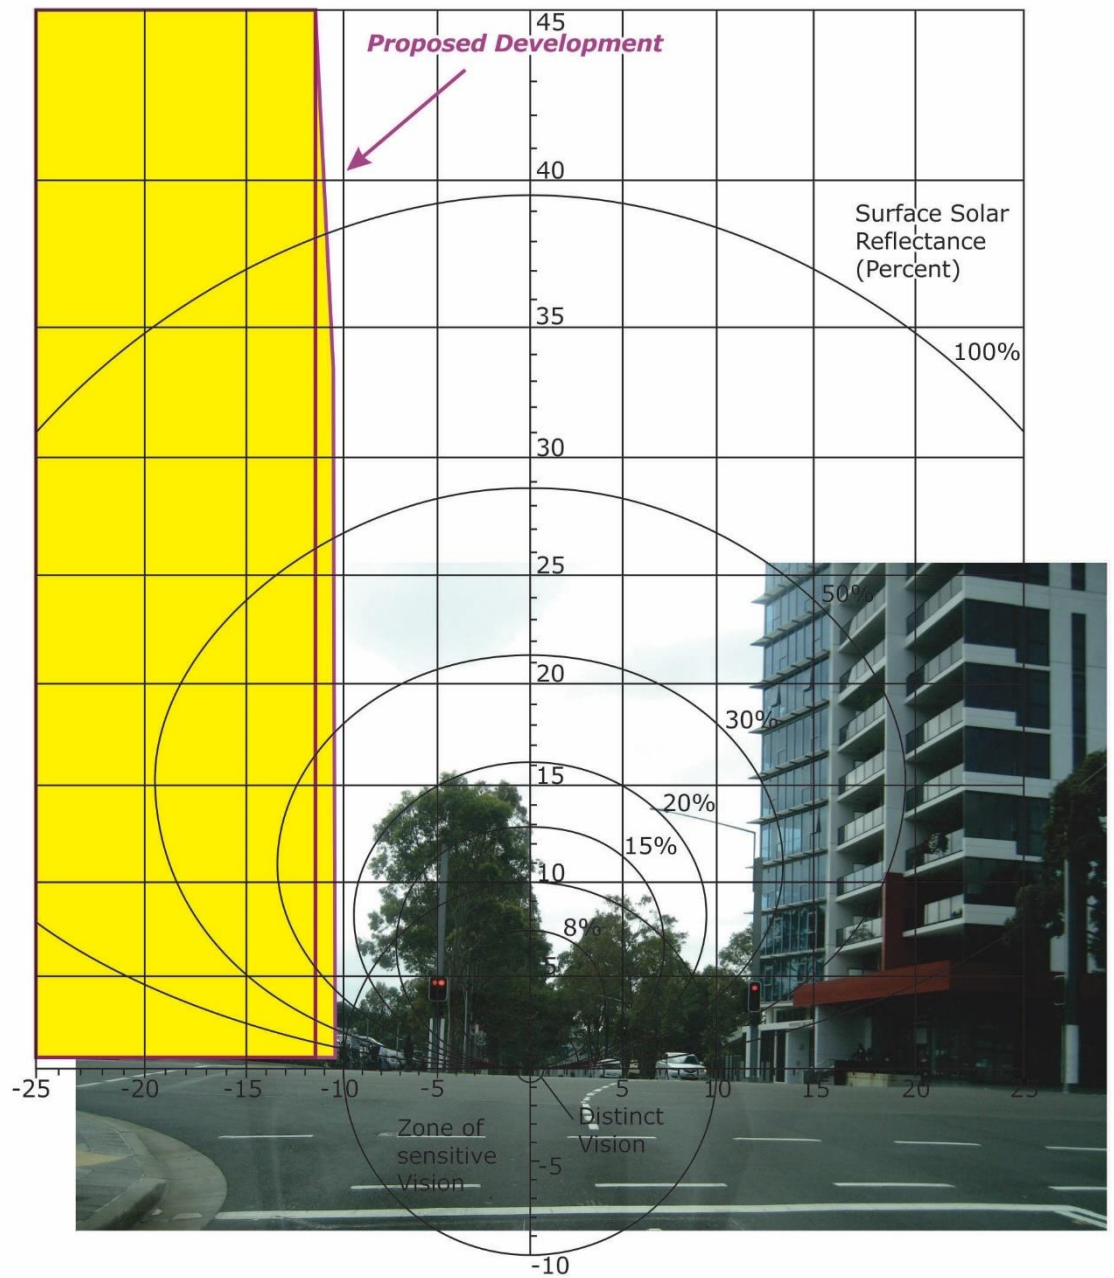 45
Proposed Development
40
Surface Solar
Reflectance
(Percent)
35
100%
30
25
50%
20
30%
15
20%
15%
10
8%
5
-25 -20 -15 -10 -5 5 10 15 20 25
Distinct
Vision
Zone of
sensitive
Vision
-5
-10